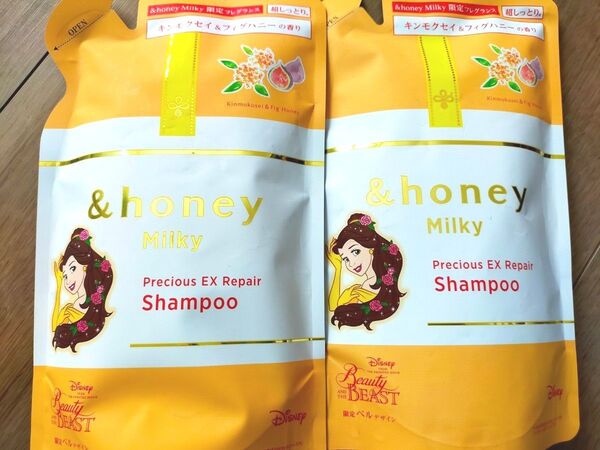 OPEN
&honey Milky 限定フレグランス
超しっとり。
キンモクセイ&フィグハニーの香り
Kinmokusei & Fig Honey
&honey
Milky
Precious EX Repair
Shampoo
Disney
Beauty
AND THE
BEAST
限定ベルデザイン
Disney
&honey Milky 限定フレグランス
超しっとり。
キンモクセイ&フィグハニーの香り
Kinmokusei & Fig Honey
&honey
Milky
Precious EX Repair
Shampoo
Disney
Beauty
AND THE
BEAST
限定ベルデザイン
Disney